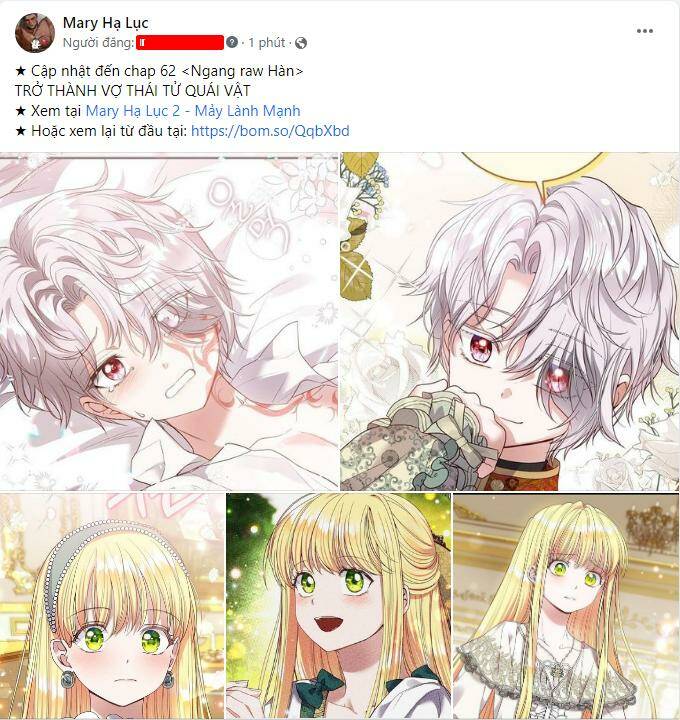 Mary Hạ Lục
Người đăng: · 1 phút ·
★ Cập nhật đến chap 62 <Ngang raw Hàn>
TRỞ THÀNH VỢ THÁI TỬ QUÁI VẬT
★ Xem tại Mary Hạ Lục 2 - Mảy Lành Mạnh
★ Hoặc xem lại từ đầu tại: https://bom.so/QqbXbd